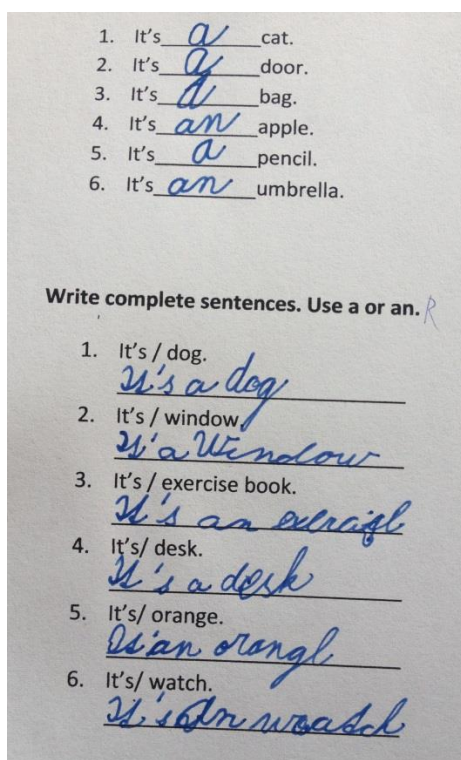 1. It's a cat.
2. It's a door.
3. It's a bag.
4. It's an apple.
5. It's a pencil.
6. It's an umbrella.
Write complete sentences. Use a or an. R
1. It's / dog.
It's a dog
2. It's / window.
It'a Window
3. It's / exercise book.
It's an
4. It's/ desk.
It's a desk
5. It's/ orange.
an orange
6. It's/ watch.
It's an